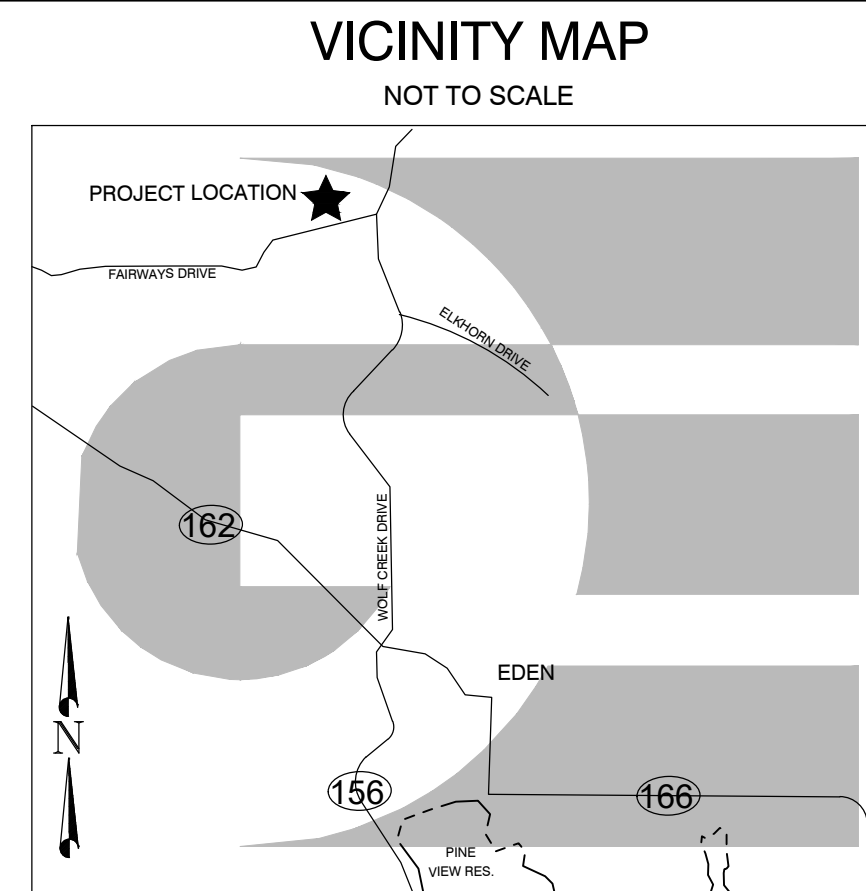 VICINITY MAP
NOT TO SCALE
PROJECT LOCATION
FAIRWAYS DRIVE
ELKHORN DRIVE
162
WOLF CREEK DRIVE
EDEN
N
156
166
PINE
VIEW RES.